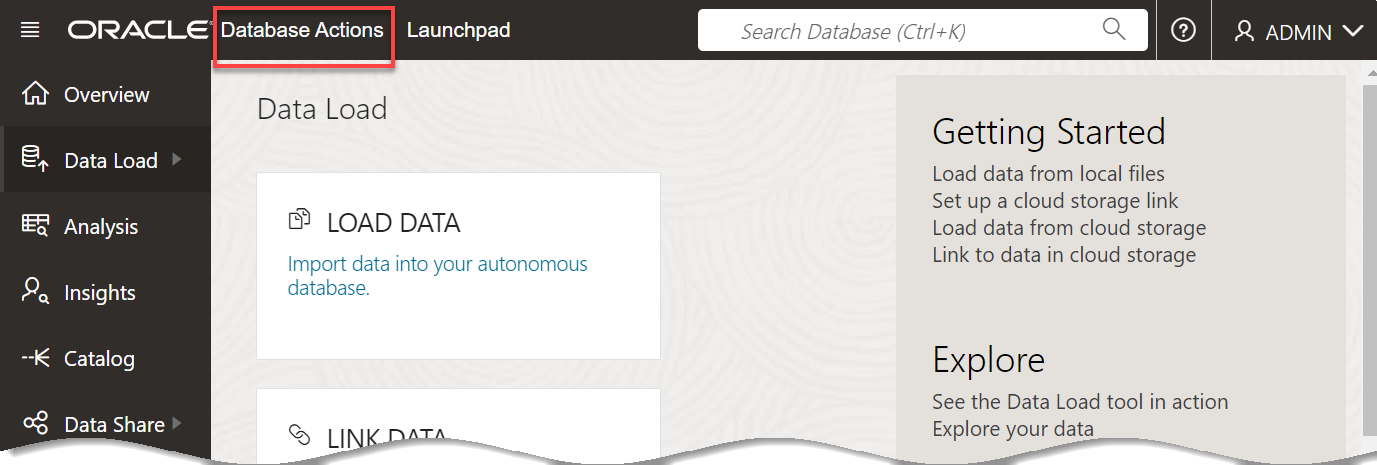 ORACLE Database Actions Launchpad Search Database (Ctrl+K) ADMIN
Overview
Data Load
Analysis
Insights
Catalog
Data Share
Data Load
LOAD DATA
Import data into your autonomous
database.
LINK DATA
Getting Started
Load data from local files
Set up a cloud storage link
Load data from cloud storage
Link to data in cloud storage
Explore
See the Data Load tool in action
Explore your data